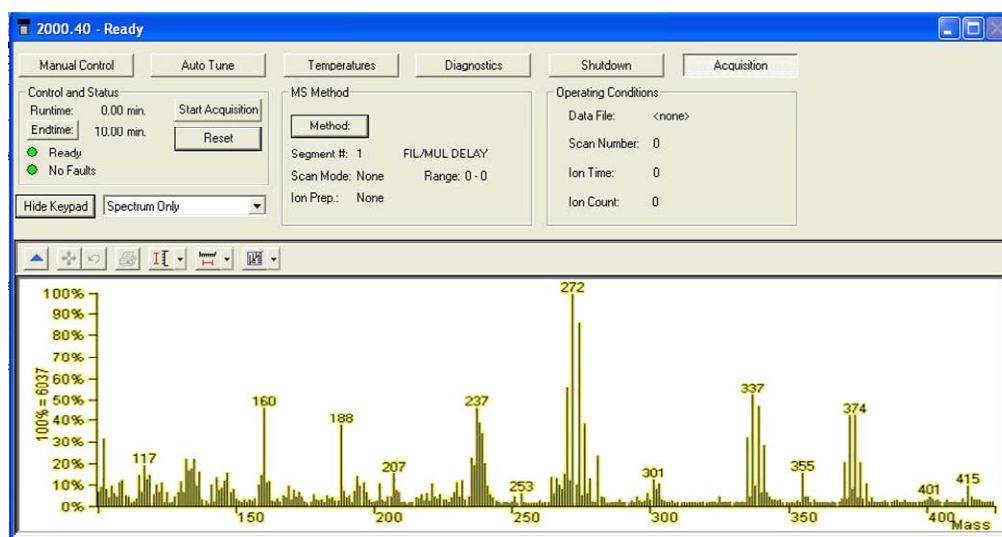 2000.40 - Ready
Manual Control Auto Tune Temperatures Diagnostics Shutdown Acquisition
Control and Status
Runtime: 0.00 min. Start Acquisition
Endtime: 10.00 min. Reset
Ready
No Faults
Hide Keypad Spectrum Only
MS Method
Method:
Segment #: 1 FIL/MUL DELAY
Scan Mode: None Range: 0 - 0
Ion Prep.: None
Operating Conditions
Data File: <none>
Scan Number: 0
Ion Time: 0
Ion Count: 0
100%
90%
80%
70%
60%
50%
40%
30%
20%
10%
0%
100% = 6037
117
160
188
207
237
253
272
301
337
355
374
401
415
150 200 250 300 350 400 Mass